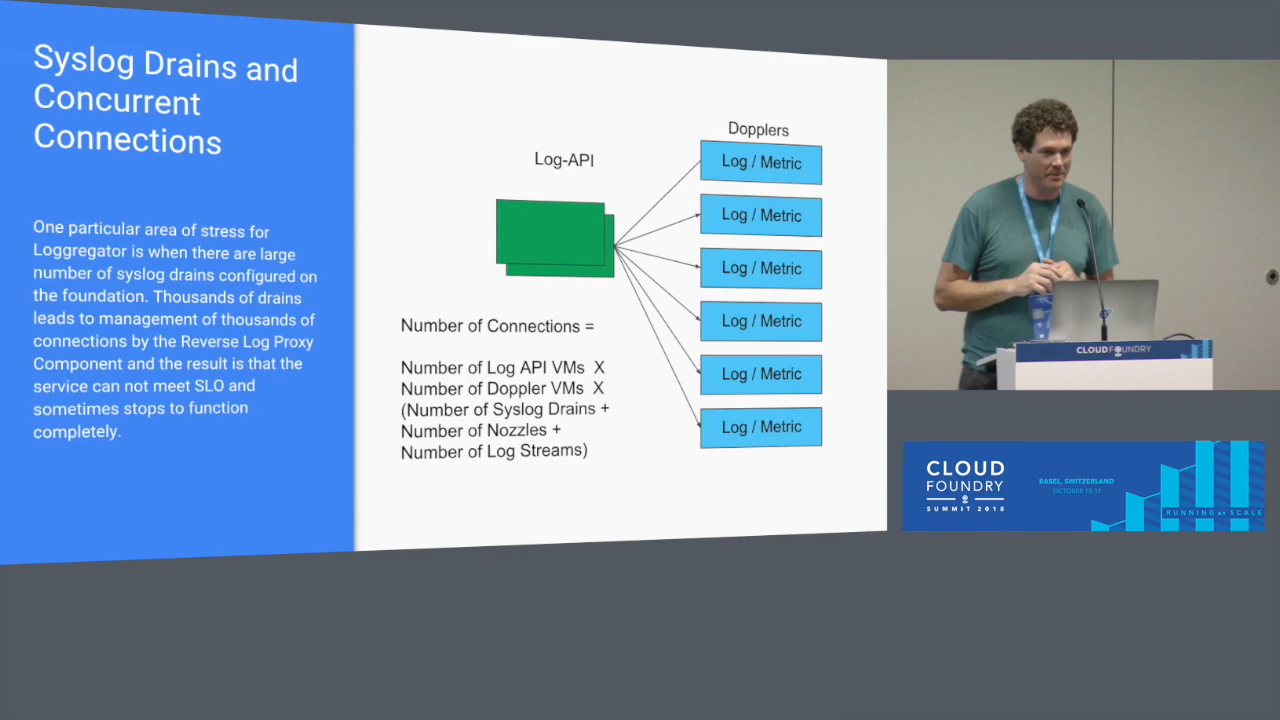 Syslog Drains and
Concurrent
Connections
One particular area of stress for
Loggregator is when there are large
number of syslog drains configured on
the foundation. Thousands of drains
leads to management of thousands of
connections by the Reverse Log Proxy
Component and the result is that the
service can not meet SLO and
sometimes stops to function
completely.
Log-API
Dopplers
Log / Metric
Log / Metric
Log / Metric
Log / Metric
Log / Metric
Log / Metric
Number of Connections =
Number of Log API VMs X
Number of Doppler VMs X
(Number of Syslog Drains +
Number of Nozzles +
Number of Log Streams)
CLOUD FOUNDRY
CLOUD
FOUNDRY
SUMMIT 2018
BASEL, SWITZERLAND
OCTOBER 10-11
RUNNING at SCALE